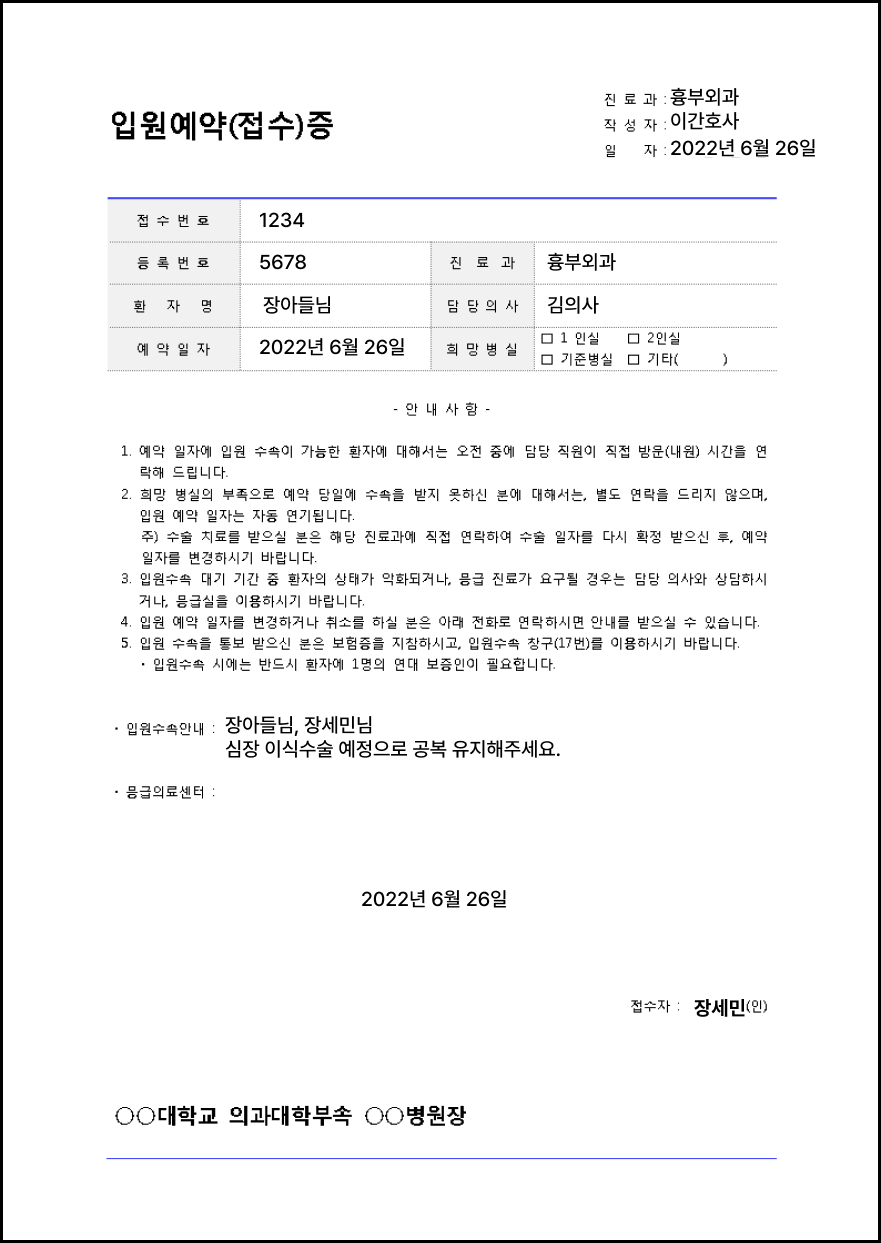 입원예약(접수)증
진 료 과 : 흉부외과
작 성 자 : 이간호사
일 자 : 2022년 6월 26일
접 수 번 호 1234
등 록 번 호 5678 진 료 과 흉부외과
환 자 명 장아들님 담 당 의 사 김의사
예 약 일 자 2022년 6월 26일 희 망 병 실 □ 1 인실 □ 2인실
□ 기준병실 □ 기타( )
- 안 내 사 항 -
1. 예약 일자에 입원 수속이 가능한 환자에 대해서는 오전 중에 담당 직원이 직접 방운(내원) 시간을 연
락해 드립니다.
2. 희망 병실의 부족으로 예약 당일에 수속을 받지 못하신 분에 대해서는, 별도 연락을 드리지 않으며,
입원 예약 일자는 자동 연기됩니다.
주) 수술 치료를 받으실 분은 해당 진료과에 직접 연락하여 수술 일자를 다시 확정 받으신 후, 예약
일자를 변경하시기 바랍니다.
3. 입원수속 대기 기간 중 환자의 상태가 악화되거나, 응급 진료가 요구될 경우는 담당 의사와 상담하시
거나, 응급실을 이용하시기 바랍니다.
4. 입원 예약 일자를 변경하거나 취소를 하실 분은 아래 전화로 연락하시면 안내를 받으실 수 있습니다.
5. 입원 수속을 통보 받으신 분은 보험증을 지참하시고, 입원수속 창구(17번)를 이용하시기 바랍니다.
· 입원수속 시에는 반드시 환자에 1명의 연대 보증인이 필요합니다.
· 입원수속안내 : 장아들님, 장세민님
심장 이식수술 예정으로 공복 유지해주세요.
· 응급의료센터 :
2022년 6월 26일
접수자 : 장세민(인)
○○대학교 의과대학부속 ○○병원장